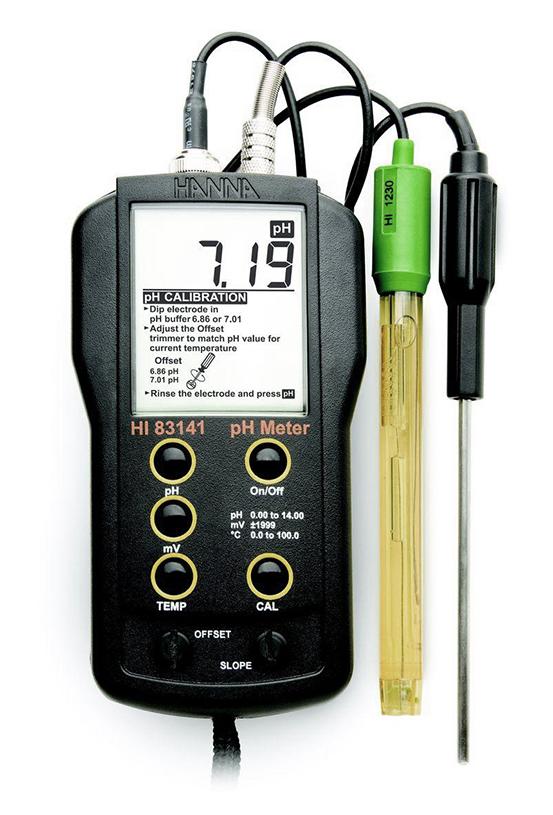 HANNA
pH
7.19
pH CALIBRATION
Dip electrode in
pH buffer 6.86 or 7.01
Adjust the Offset
trimmer to match pH value for
current temperature
Offset
6.86 pH
7.01 pH
Rinse the electrode and press pH
HI 83141 pH Meter
pH
On/Off
mV
pH 0.00 to 14.00
mV ±1999
°C 0.0 to 100.0
TEMP
CAL
OFFSET
SLOPE
HI 1230